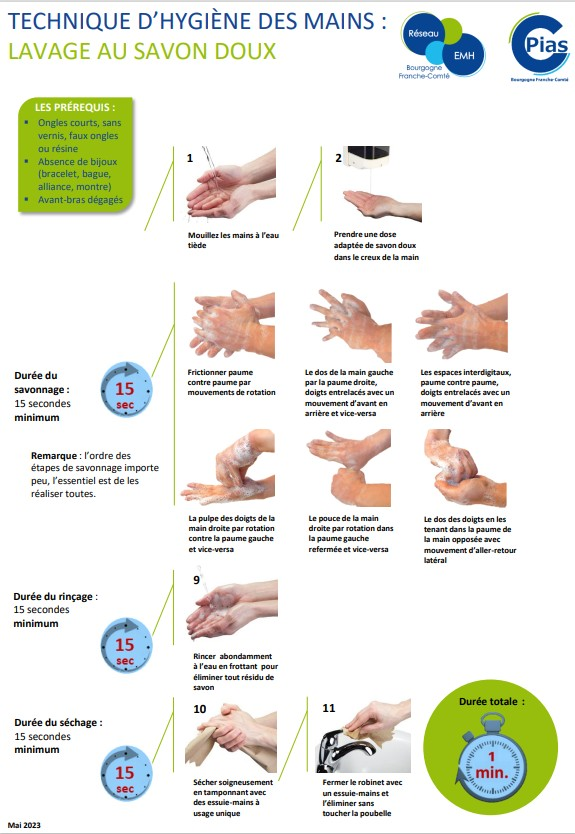 TECHNIQUE D'HYGIÈNE DES MAINS :
LAVAGE AU SAVON DOUX
Réseau
EMH
Bourgogne
Franche-Comté
CPias
Bourgogne Franche-Comté
LES PRÉREQUIS :
▪ Ongles courts, sans
vernis, faux ongles
ou résine
▪ Absence de bijou
(bracelet, bague,
alliance, montre)
▪ Avant-bras dégagés
1
Mouillez les mains à l'eau
tiède
2
Prendre une dose
adaptée de savon doux
dans le creux de la main
Durée du
savonnage :
15 secondes
minimum
15
sec
Remarque : l'ordre des
étapes de savonnage importe
peu, l'essentiel est de les
réaliser toutes.
Frictionner paume
contre paume par
mouvements de rotation
Le dos de la main gauche
par la paume droite,
doigts entrelacés avec un
mouvement d'avant en
arrière et vice-versa
Les espaces interdigitaux,
paume contre paume,
doigts entrelacés avec un
mouvement d'avant en
arrière
La pulpe des doigts de la
main droite par rotation
contre la paume gauche
et vice-versa
Le pouce de la main
droite par rotation dans
la paume gauche
refermée et vice-versa
Le dos des doigts en les
tenant dans la paume de
la main opposée avec
mouvement d'aller-retour
latéral
Durée du rinçage :
15 secondes
minimum
15
sec
9
Rincer abondamment
à l'eau en frottant pour
éliminer tout résidu de
savon
Durée du séchage :
15 secondes
minimum
15
sec
10
Sécher soigneusement
en tamponnant avec
des essuie-mains à
usage unique
11
Fermer le robinet avec
un essuie-mains et
l'éliminer sans
toucher la poubelle
Durée totale :
1
min.
Mai 2023